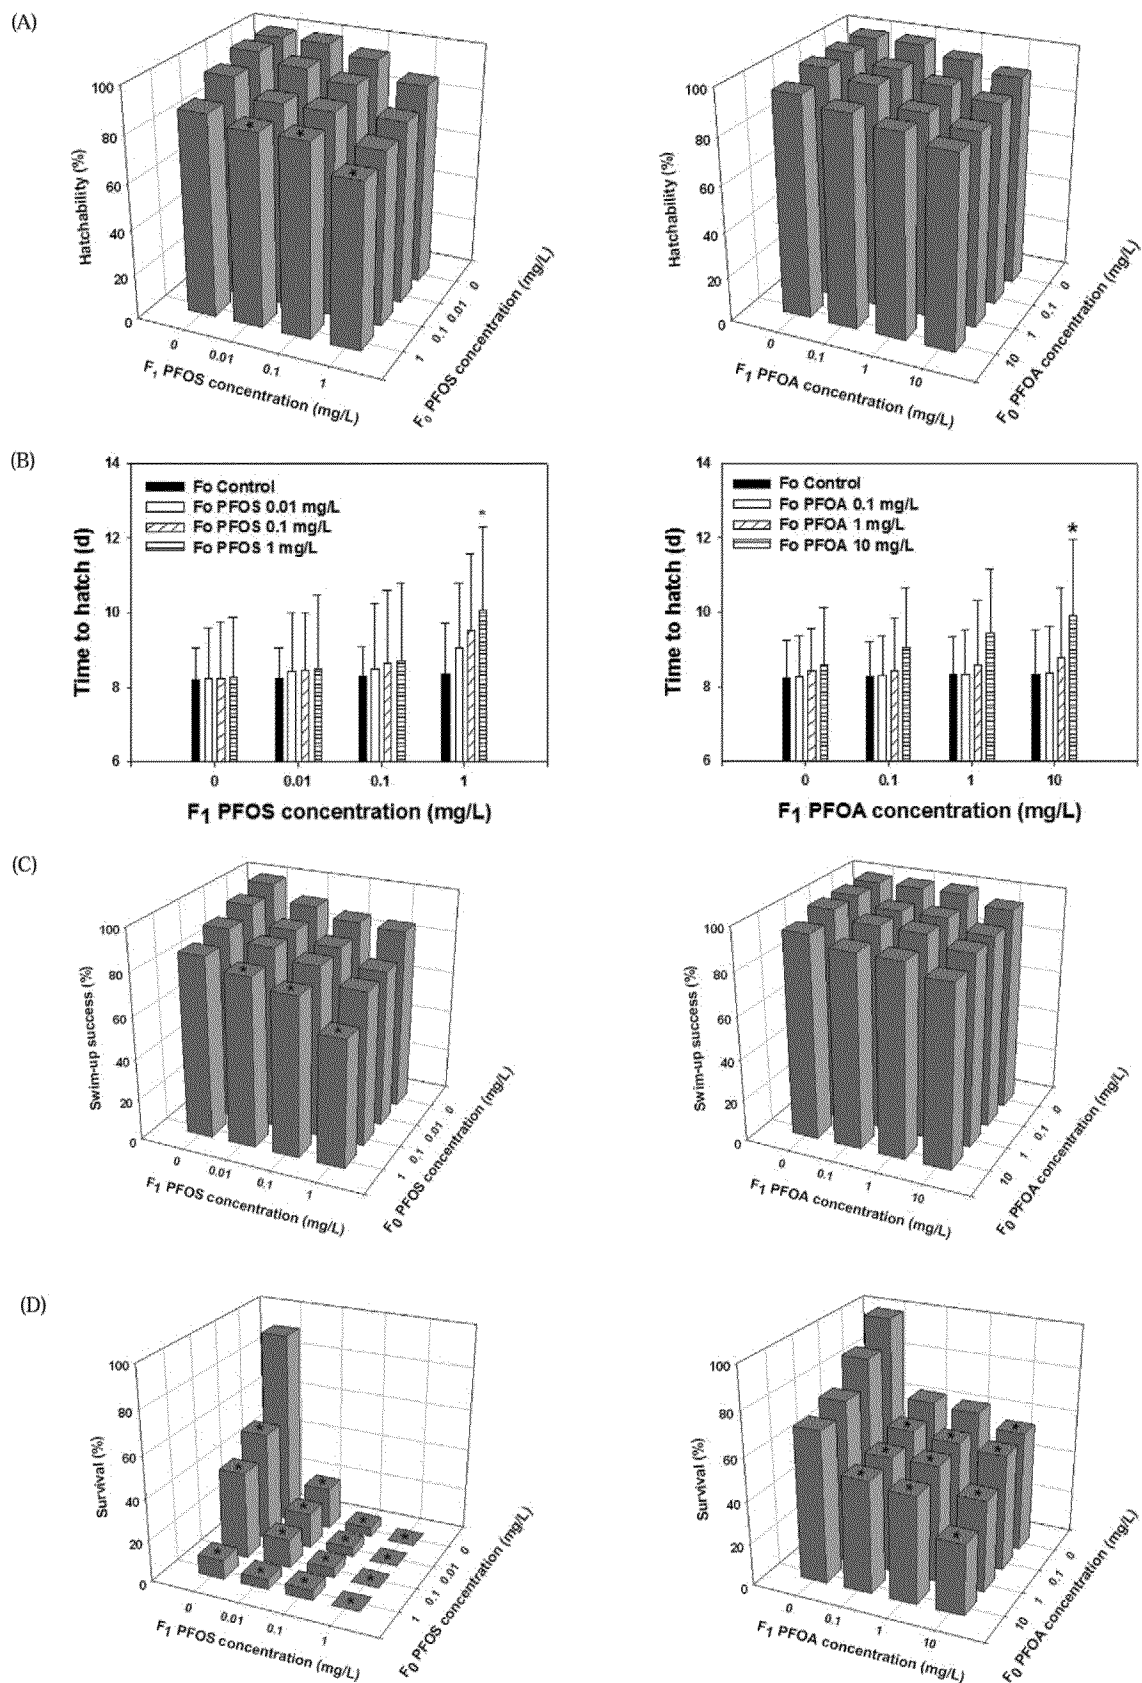 (A)
100
80
60
40
20
0
Hatchability (%)
0
0.01
0.1
1
F1 PFOS concentration (mg/L)
1
0.1
0.01
0
F0 PFOS concentration (mg/L)
100
80
60
40
20
0
Hatchability (%)
0
0.1
1
10
F1 PFOA concentration (mg/L)
10
1
0.1
0
F0 PFOA concentration (mg/L)
* * *
(B)
14
12
10
8
6
Time to hatch (d)
Fo Control
Fo PFOS 0.01 mg/L
Fo PFOS 0.1 mg/L
Fo PFOS 1 mg/L
*
0 0.01 0.1 1
F1 PFOS concentration (mg/L)
14
12
10
8
6
Time to hatch (d)
Fo Control
Fo PFOA 0.1 mg/L
Fo PFOA 1 mg/L
Fo PFOA 10 mg/L
*
0 0.1 1 10
F1 PFOA concentration (mg/L)
(C)
100
80
60
40
20
0
Swim-up success (%)
* * *
0
0.01
0.1
1
F1 PFOS concentration (mg/L)
1
0.1
0.01
0
F0 PFOS concentration (mg/L)
100
80
60
40
20
0
Swim-up success (%)
0
0.1
1
10
F1 PFOA concentration (mg/L)
10
1
0.1
0
F0 PFOA concentration (mg/L)
(D)
100
80
60
40
20
0
Survival (%)
0
0.01
0.1
1
F1 PFOS concentration (mg/L)
1
0.1
0.01
0
F0 PFOS concentration (mg/L)
100
80
60
40
20
0
Survival (%)
0
0.1
1
10
F1 PFOA concentration (mg/L)
10
1
0.1
0
F0 PFOA concentration (mg/L)